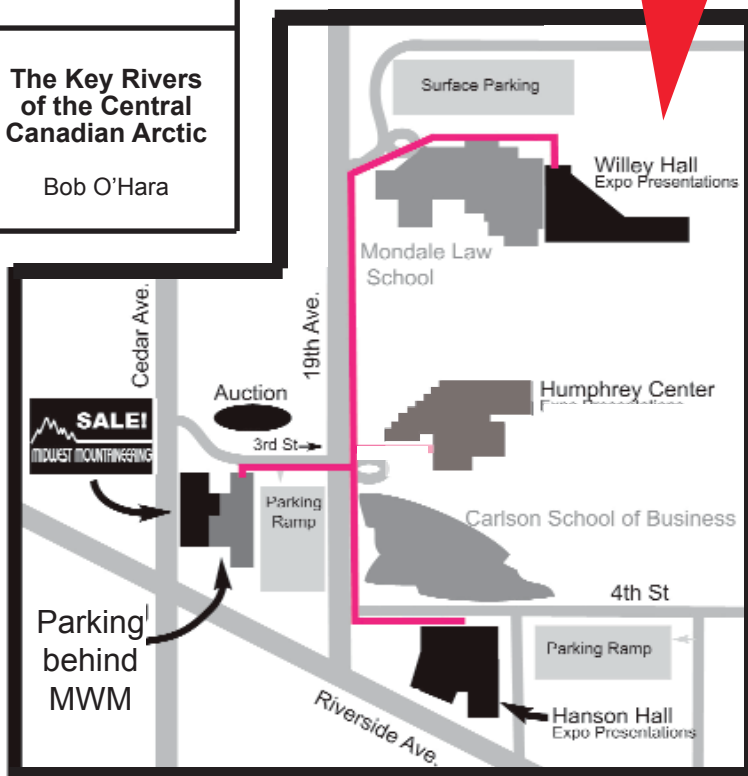 The Key Rivers
of the Central
Canadian Arctic
Bob O’Hara
Surface Parking
Willey Hall
Expo Presentations
Mondale Law
School
Cedar Ave.
19th Ave.
Auction
3rd St
SALE!
MIDWEST MOUNTAINEERING
Humphrey Center
Expo Presentations
Parking
Ramp
Carlson School of Business
4th St
Parking
behind
MWM
Parking Ramp
Riverside Ave.
Hanson Hall
Expo Presentations